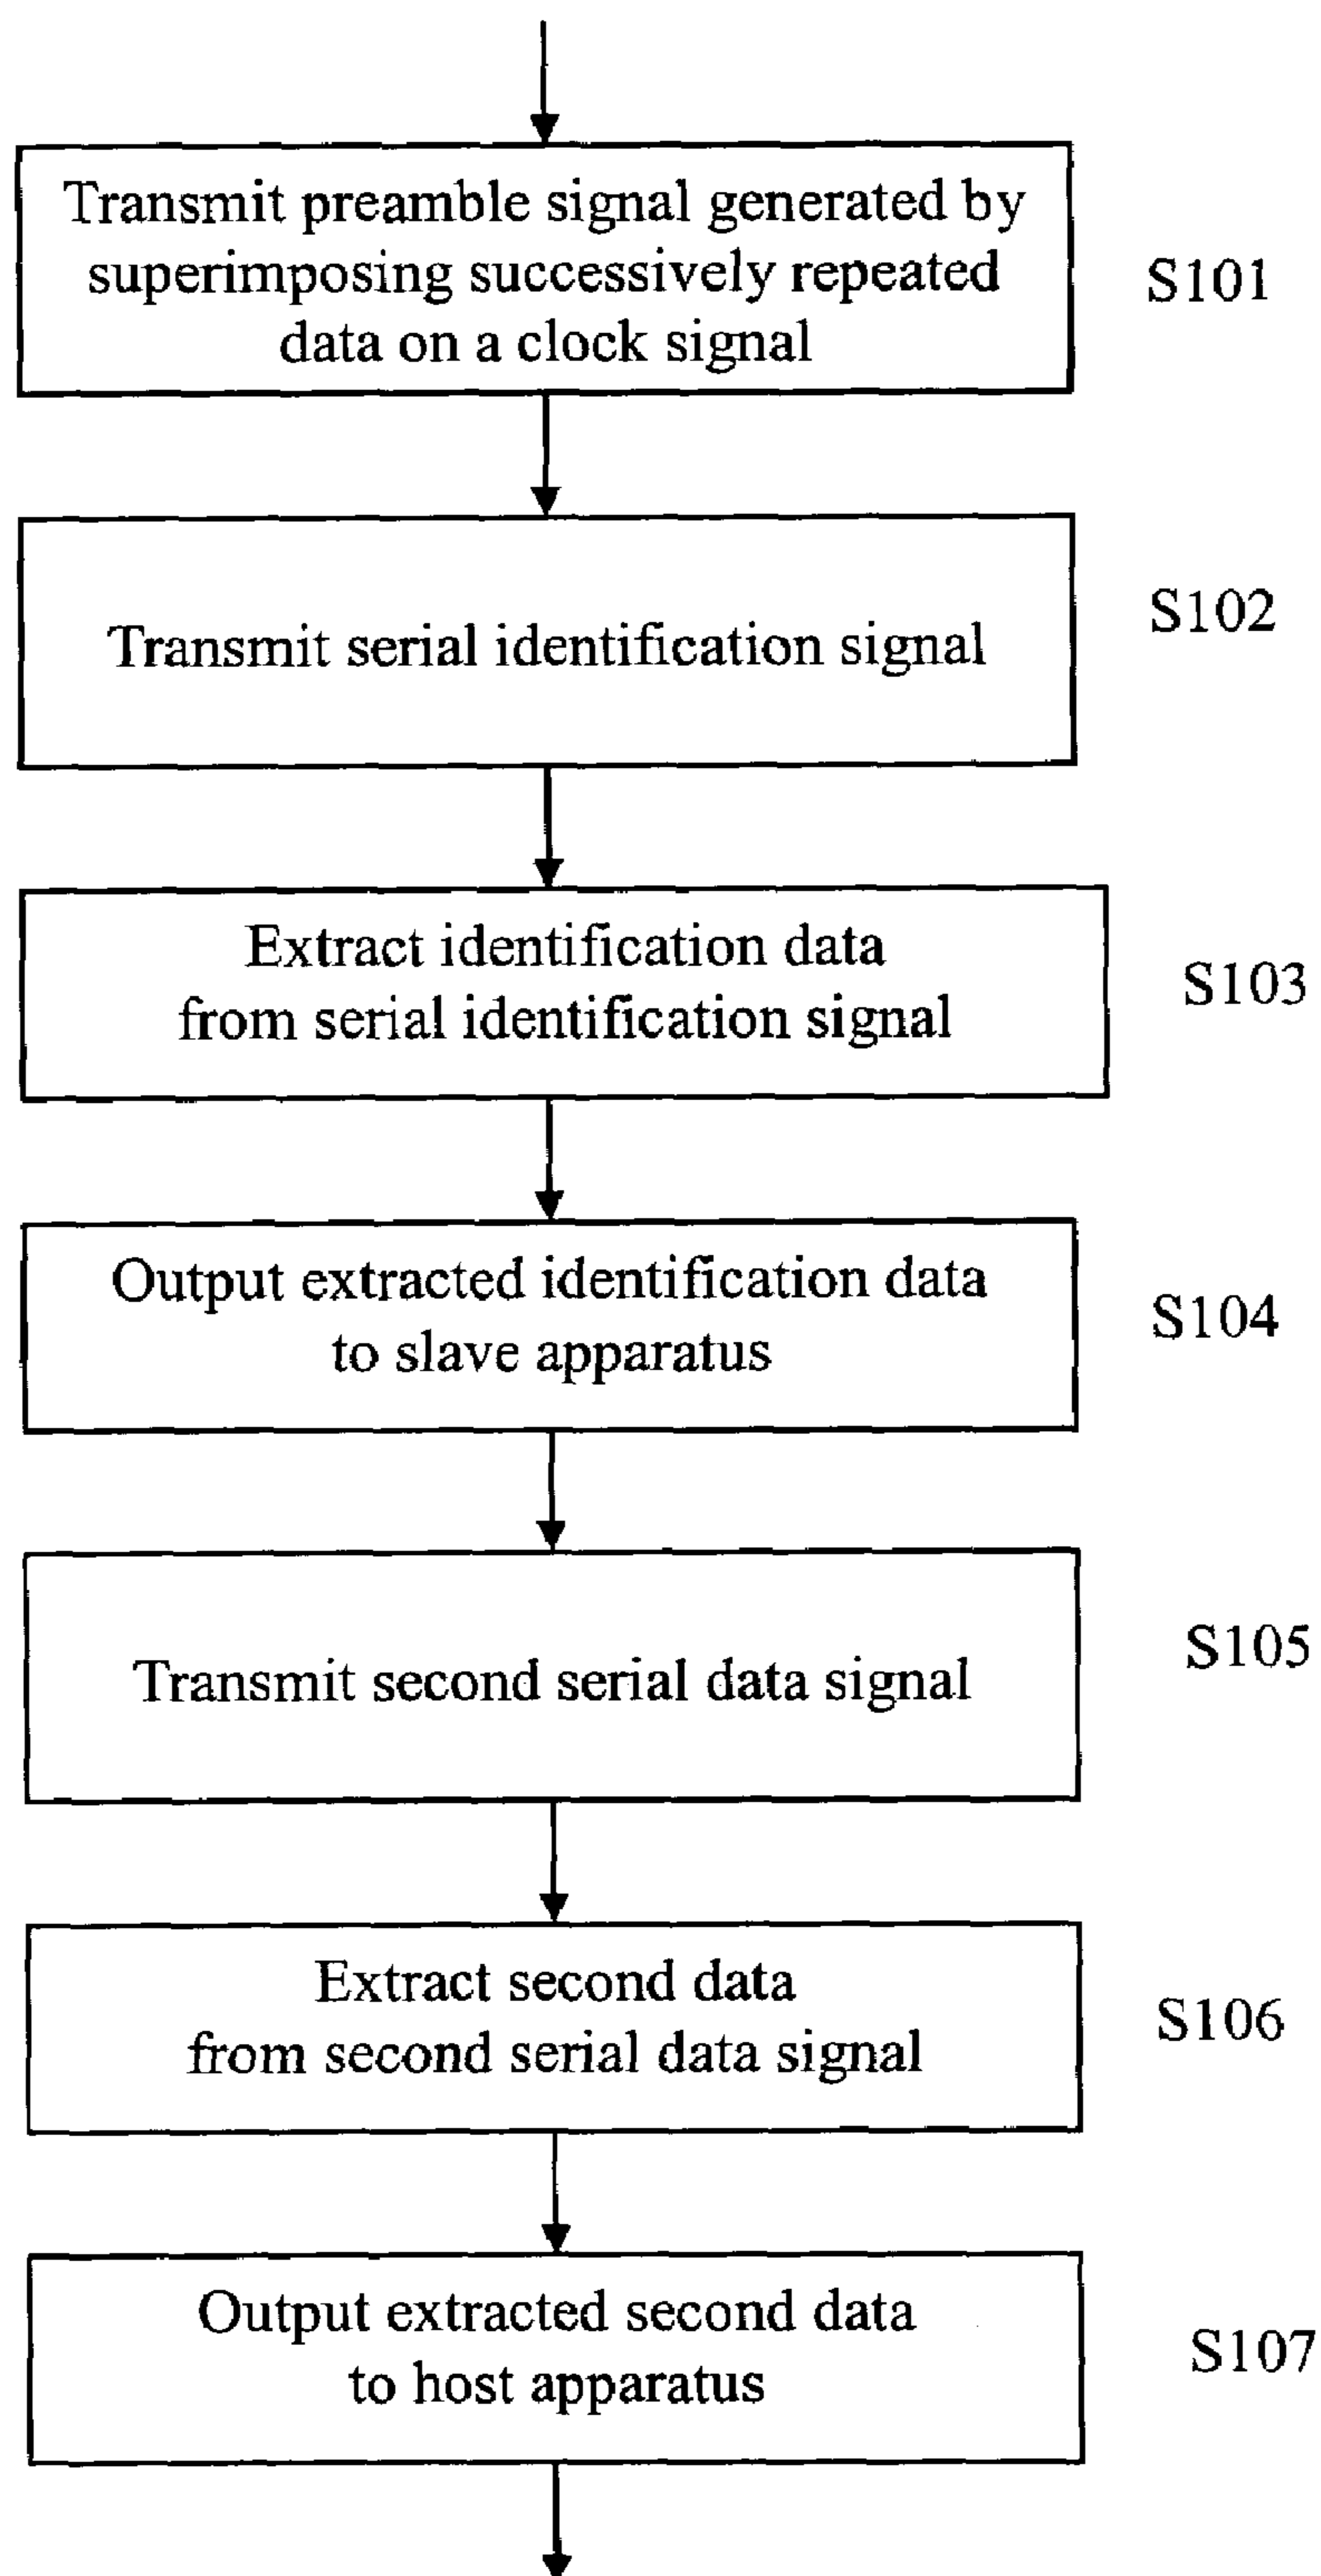 Transmit preamble signal generated by
superimposing successively repeated
data on a clock signal
S101
Transmit serial identification signal
S102
Extract identification data
from serial identification signal
S103
Output extracted identification data
to slave apparatus
S104
Transmit second serial data signal
S105
Extract second data
from second serial data signal
S106
Output extracted second data
to host apparatus
S107